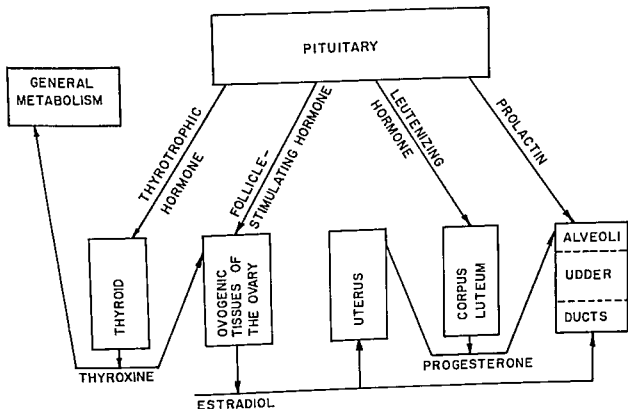 PITUITARY
GENERAL
METABOLISM
THYROTROPHIC
HORMONE
FOLLICLE-
STIMULATING HORMONE
LEUTENIZING
HORMONE
PROLACTIN
THYROID
OVOGENIC
TISSUES OF
THE OVARY
UTERUS
CORPUS
LUTEUM
ALVEOLI
UDDER
DUCTS
THYROXINE
PROGESTERONE
ESTRADIOL